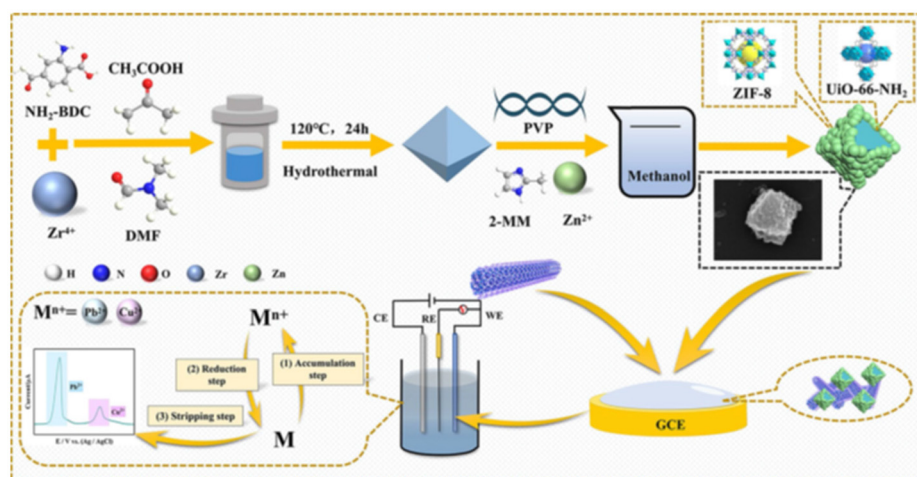 NH₂-BDC
CH₃COOH
Zr⁴⁺
DMF
120℃, 24h
Hydrothermal
PVP
2-MM
Zn²⁺
Methanol
ZIF-8
UiO-66-NH₂
H
N
O
Zr
Zn
Mⁿ⁺=
Pb²⁺
Cu²⁺
Mⁿ⁺
(2) Reduction
step
(1) Accumulation
step
(3) Stripping step
M
Current/μA
Pb²⁺
Cu²⁺
E / V vs. (Ag / AgCl)
CE
RE
WE
GCE